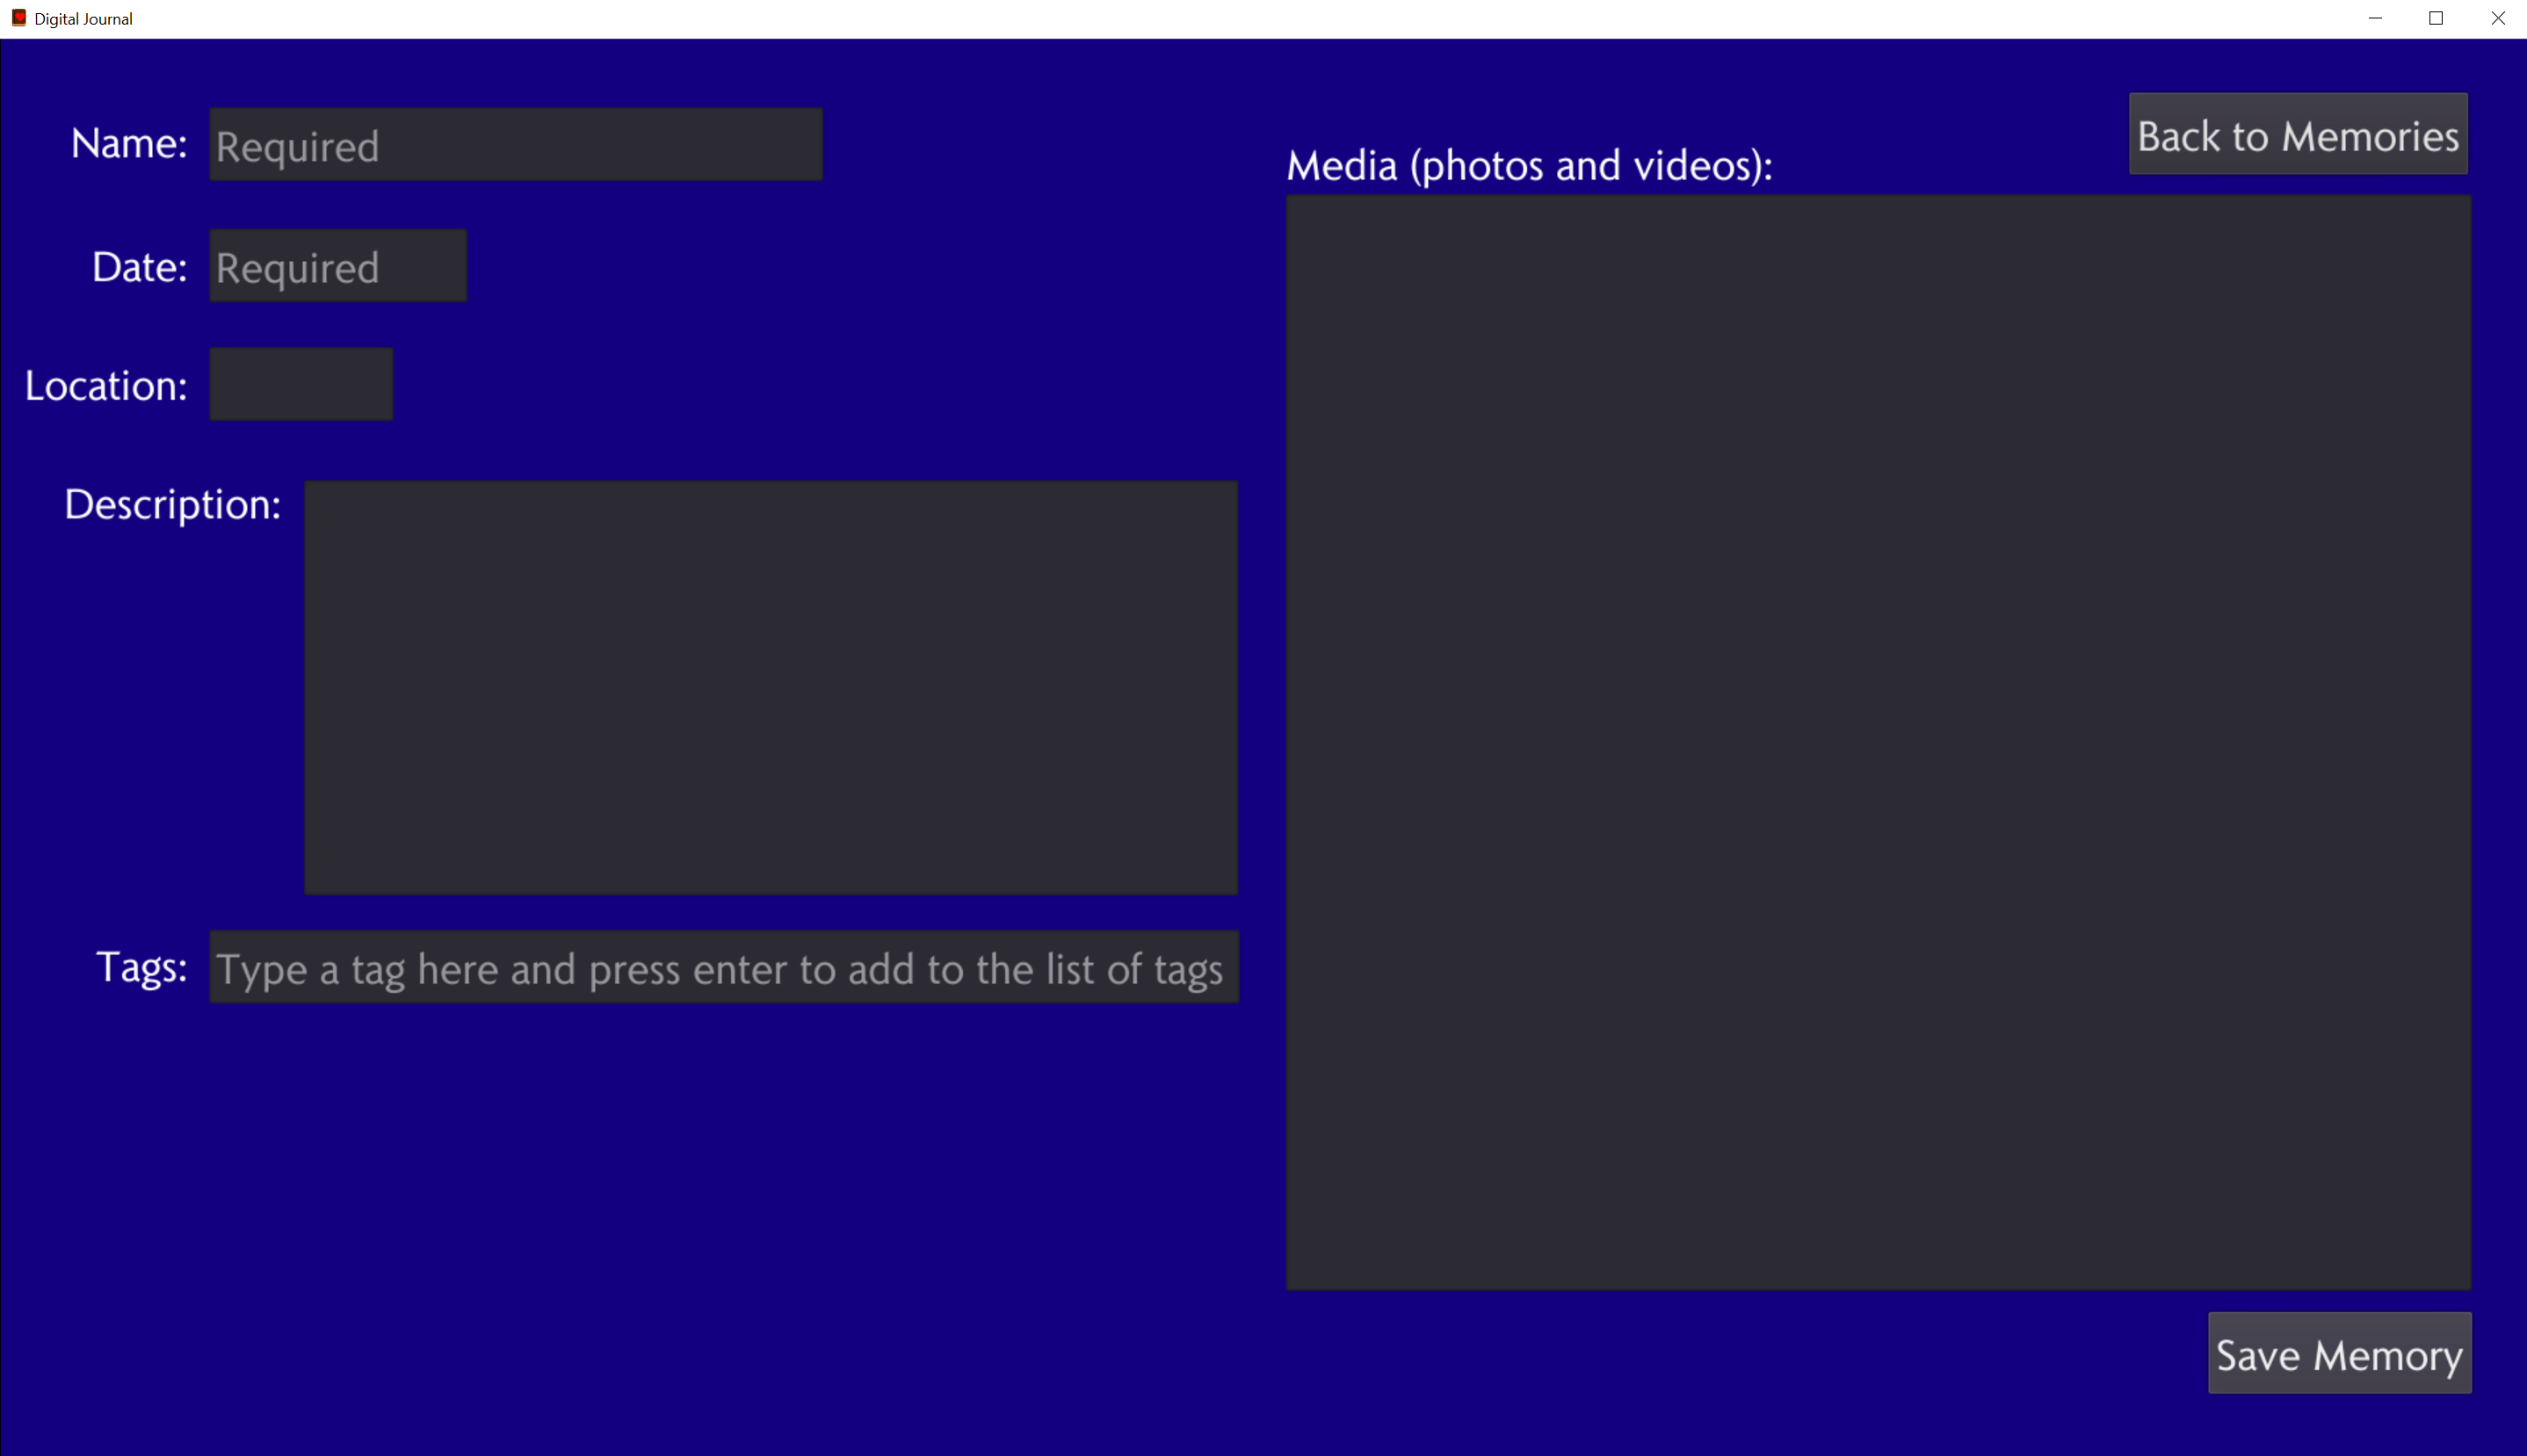 Digital Journal
Name: Required
Date: Required
Location:
Description:
Tags: Type a tag here and press enter to add to the list of tags
Back to Memories
Media (photos and videos):
Save Memory